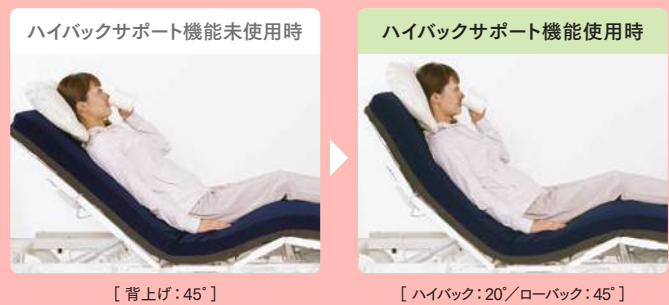 ハイバックサポート機能未使用時
ハイバックサポート機能使用時
[ 背上げ：45° ]
[ ハイバック：20°／ローバック：45° ]